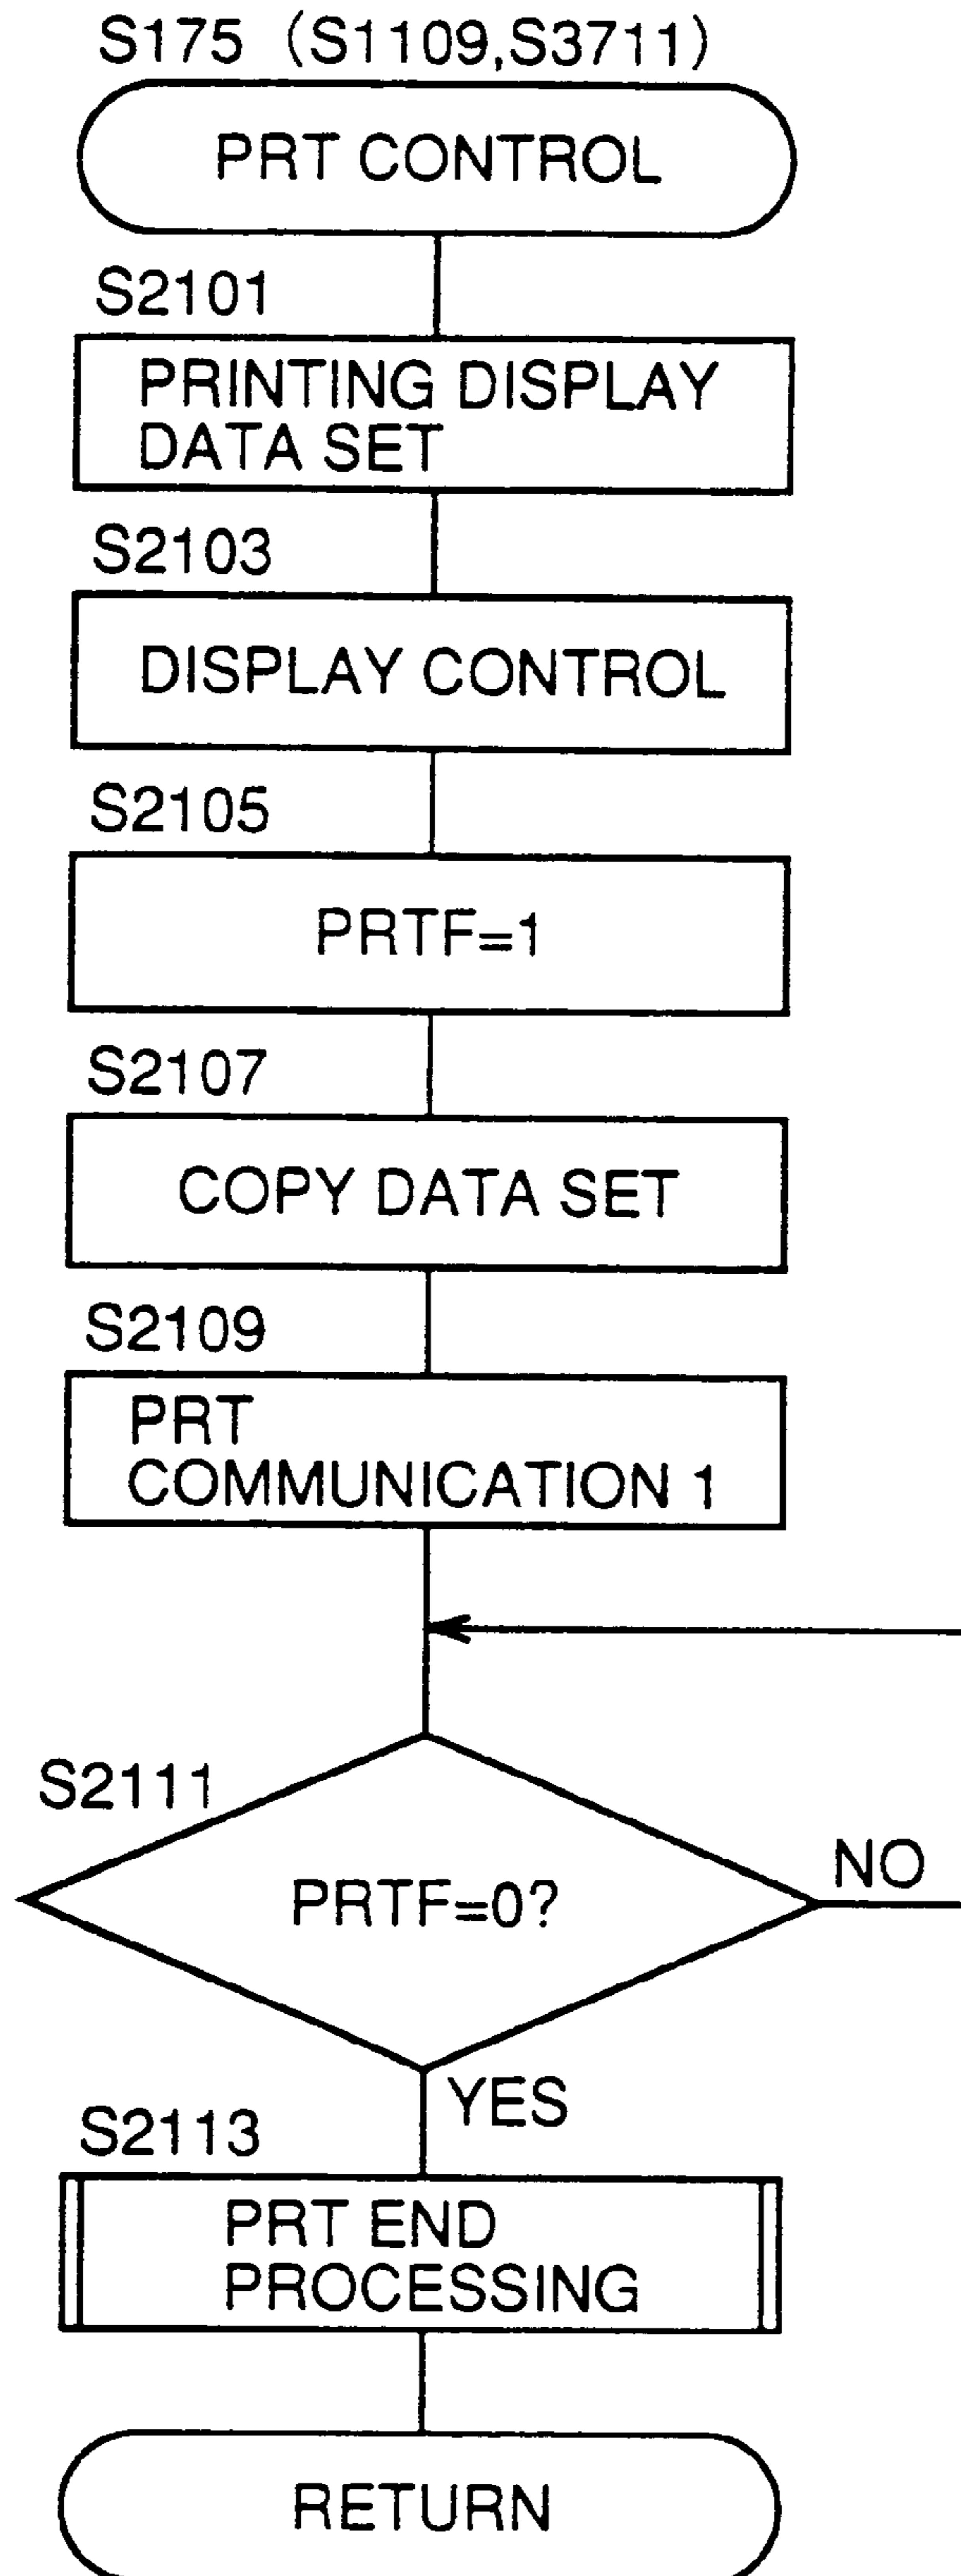 S175 (S1109,S3711)
PRT CONTROL
S2101
PRINTING DISPLAY
DATA SET
S2103
DISPLAY CONTROL
S2105
PRTF=1
S2107
COPY DATA SET
S2109
PRT
COMMUNICATION 1
S2111
PRTF=0?
NO
YES
S2113
PRT END
PROCESSING
RETURN